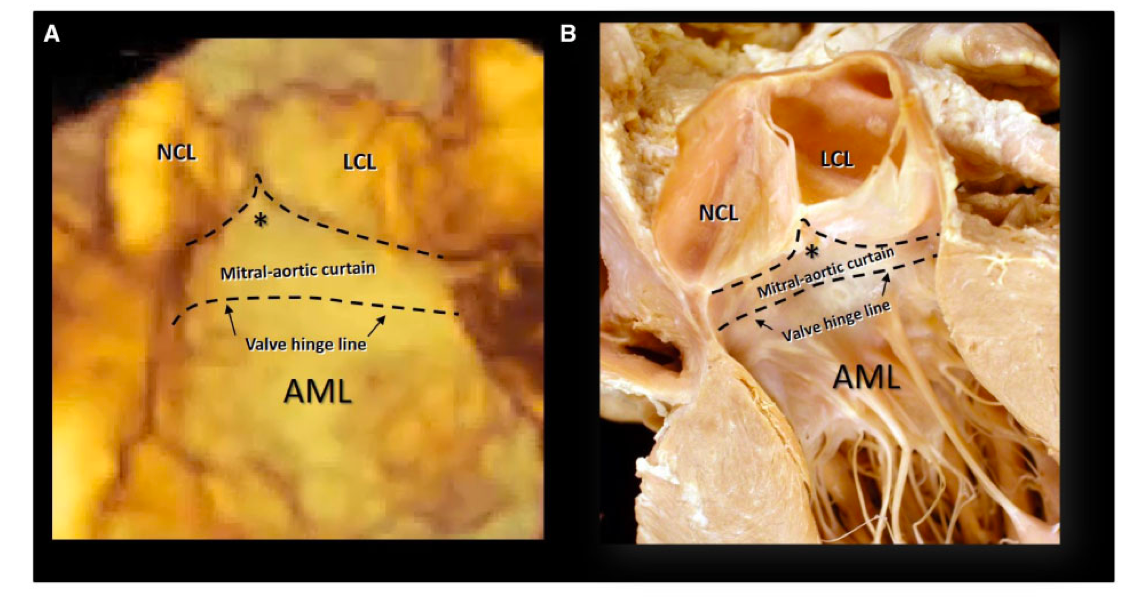 A
NCL
LCL
*
Mitral-aortic curtain
Valve hinge line
AML
B
LCL
NCL
*
Mitral-aortic curtain
Valve hinge line
AML